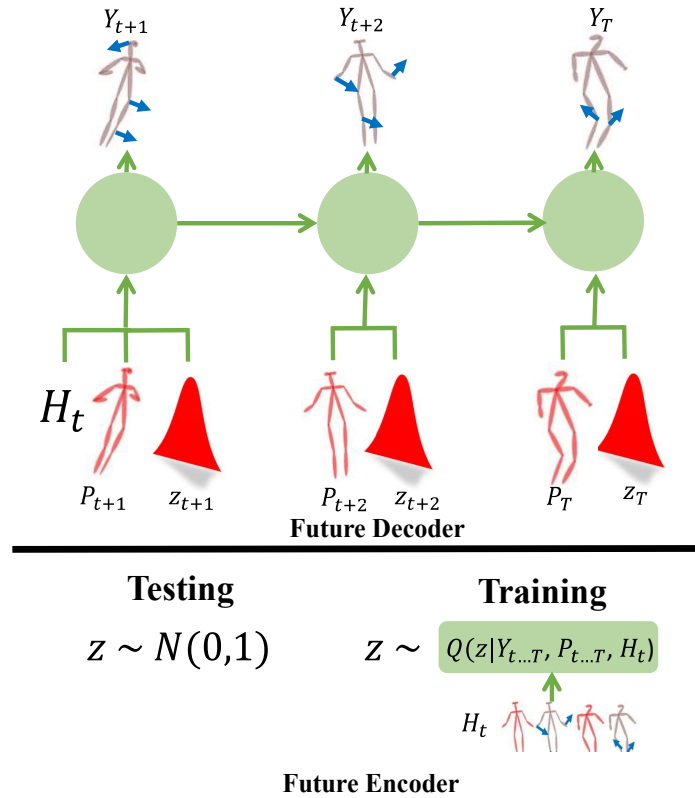 Y_{t+1} Y_{t+2} Y_T
H_t
P_{t+1} z_{t+1} P_{t+2} z_{t+2} P_T z_T
Future Decoder
Testing Training
z ~ N(0,1) z ~ Q(z|Y_{t...T}, P_{t...T}, H_t)
H_t
Future Encoder